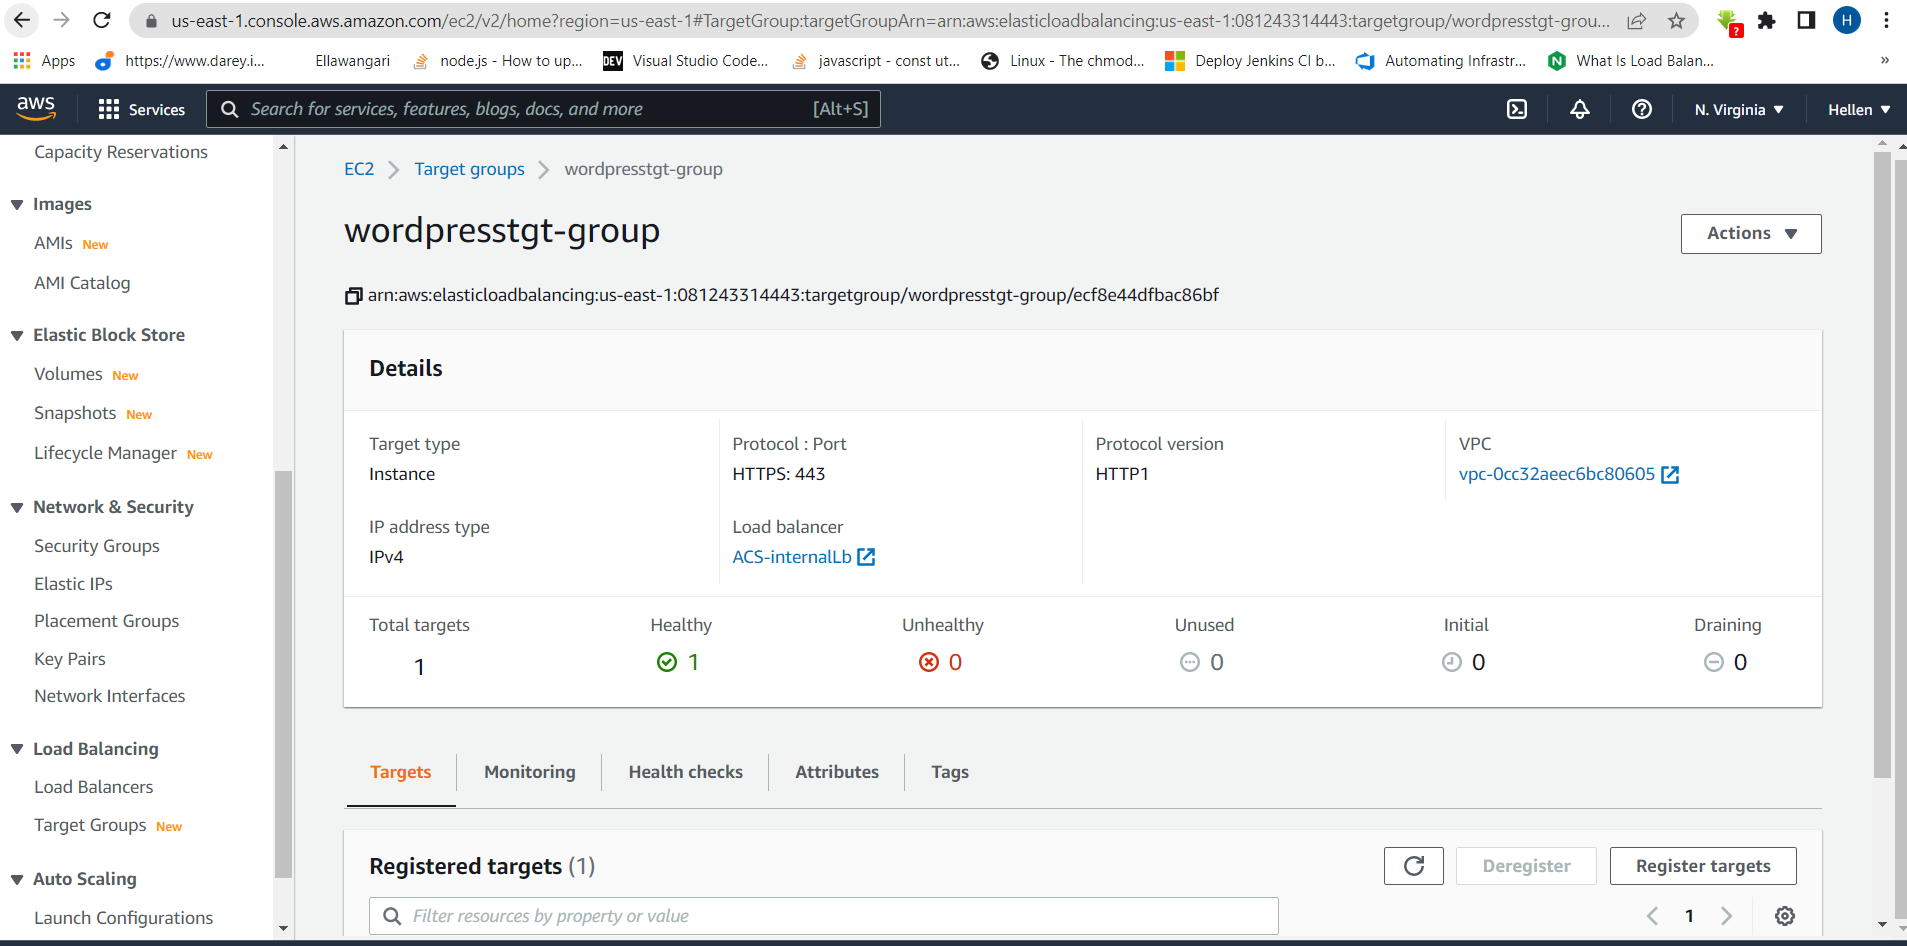 us-east-1.console.aws.amazon.com/ec2/v2/home?region=us-east-1#TargetGroup:targetGroupArn=arn:aws:elasticloadbalancing:us-east-1:081243314443:targetgroup/wordpresstgt-grou...
?
H
Apps
https://www.darey.i...
Ellawangari
node.js - How to up...
DEV
Visual Studio Code...
javascript - const ut...
Linux - The chmod...
Deploy Jenkins CI b...
Automating Infrastr...
N
What Is Load Balan...
»
aws
Services
Search for services, features, blogs, docs, and more
[Alt+S]
N. Virginia
Hellen
Capacity Reservations
Images
AMIs New
AMI Catalog
Elastic Block Store
Volumes New
Snapshots New
Lifecycle Manager New
Network & Security
Security Groups
Elastic IPs
Placement Groups
Key Pairs
Network Interfaces
Load Balancing
Load Balancers
Target Groups New
Auto Scaling
Launch Configurations
EC2 > Target groups > wordpresstgt-group
wordpresstgt-group
Actions
arn:aws:elasticloadbalancing:us-east-1:081243314443:targetgroup/wordpresstgt-group/ecf8e44dfbac86bf
Details
Target type
Instance
Protocol : Port
HTTPS: 443
Protocol version
HTTP1
VPC
vpc-0cc32aeec6bc80605
IP address type
IPv4
Load balancer
ACS-internalLb
Total targets
1
Healthy
1
Unhealthy
0
Unused
0
Initial
0
Draining
0
Targets
Monitoring
Health checks
Attributes
Tags
Registered targets (1)
Deregister
Register targets
Filter resources by property or value
1